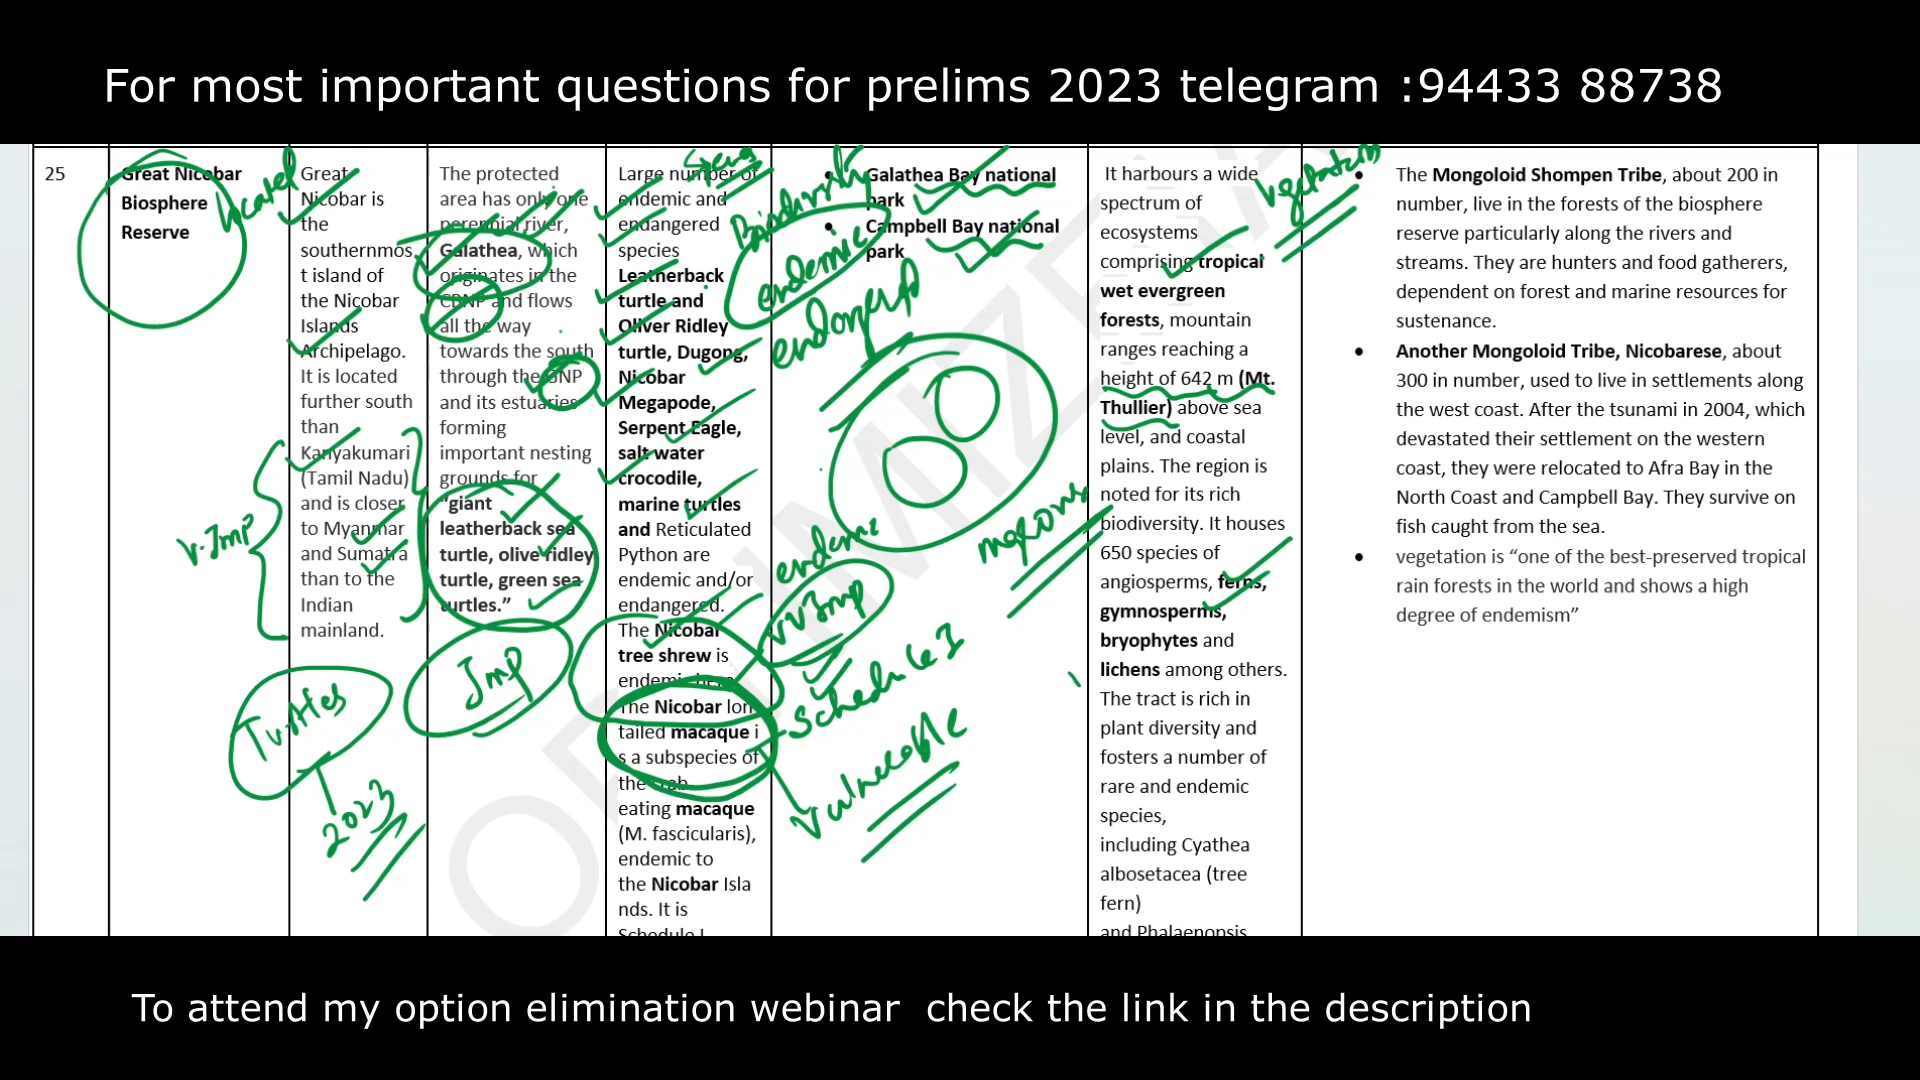 For most important questions for prelims 2023 telegram :94433 88738
25
Great Nicobar
Biosphere
Reserve
located
Great
Nicobar is
the
southernmos
t island of
the Nicobar
Islands
Archipelago.
It is located
further south
than
Kanyakumari
(Tamil Nadu)
and is closer
to Myanmar
and Sumatra
than to the
Indian
mainland.
V.Imp
Turtles
2023
The protected
area has only one
perennial river,
Galathea, which
originates in the
CBNP and flows
all the way
towards the south
through the GNP
and its estuaries
forming
important nesting
grounds for
“giant
leatherback sea
turtle, olive ridley
turtle, green sea
turtles.”
Imp
Large number of
endemic and
endangered
species
Leatherback
turtle and
Oliver Ridley
turtle, Dugong,
Nicobar
Megapode,
Serpent Eagle,
salt water
crocodile,
marine turtles
and Reticulated
Python are
endemic and/or
endangered.
The Nicobar
tree shrew is
endemic here.
The Nicobar lon
tailed macaque i
s a subspecies of
the crab
eating macaque
(M. fascicularis),
endemic to
the Nicobar Isla
nds. It is
Schedule I
Galathea Bay national
park
Campbell Bay national
park
Biodiversity
endemic
endemic
VVImp
Schedule I
Vulnerable
It harbours a wide
spectrum of
ecosystems
comprising tropical
wet evergreen
forests, mountain
ranges reaching a
height of 642 m (Mt.
Thullier) above sea
level, and coastal
plains. The region is
noted for its rich
biodiversity. It houses
650 species of
angiosperms, ferns,
gymnosperms,
bryophytes and
lichens among others.
The tract is rich in
plant diversity and
fosters a number of
rare and endemic
species,
including Cyathea
albosetacea (tree
fern)
and Phalaenopsis
The Mongoloid Shompen Tribe, about 200 in
number, live in the forests of the biosphere
reserve particularly along the rivers and
streams. They are hunters and food gatherers,
dependent on forest and marine resources for
sustenance.
Another Mongoloid Tribe, Nicobarese, about
300 in number, used to live in settlements along
the west coast. After the tsunami in 2004, which
devastated their settlement on the western
coast, they were relocated to Afra Bay in the
North Coast and Campbell Bay. They survive on
fish caught from the sea.
vegetation is “one of the best-preserved tropical
rain forests in the world and shows a high
degree of endemism”
To attend my option elimination webinar check the link in the description